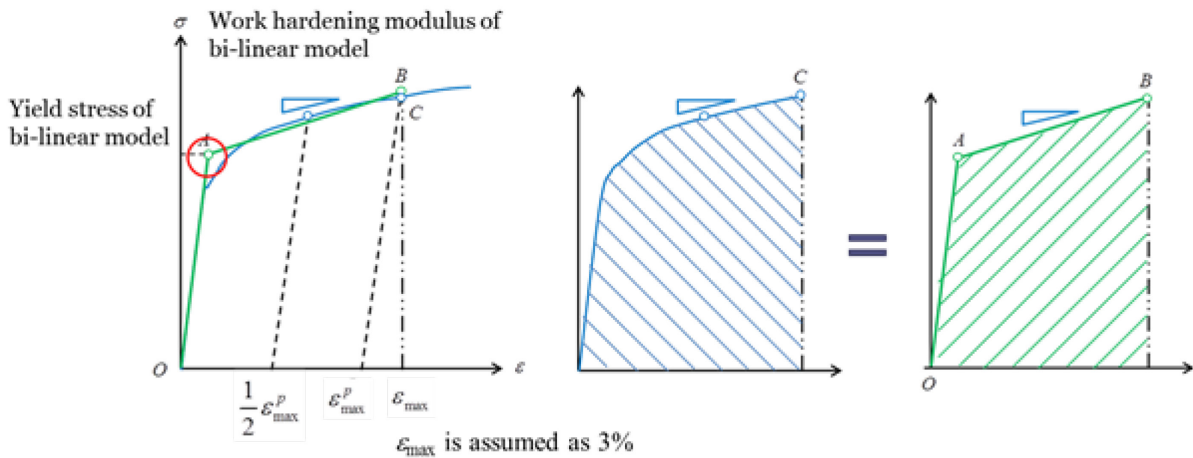 σ Work hardening modulus of
bi-linear model
Yield stress of
bi-linear model
A
B
C
O
ε
1/2 ε^p_max
ε^p_max
ε_max
ε_max is assumed as 3%
C
=
A
B
O